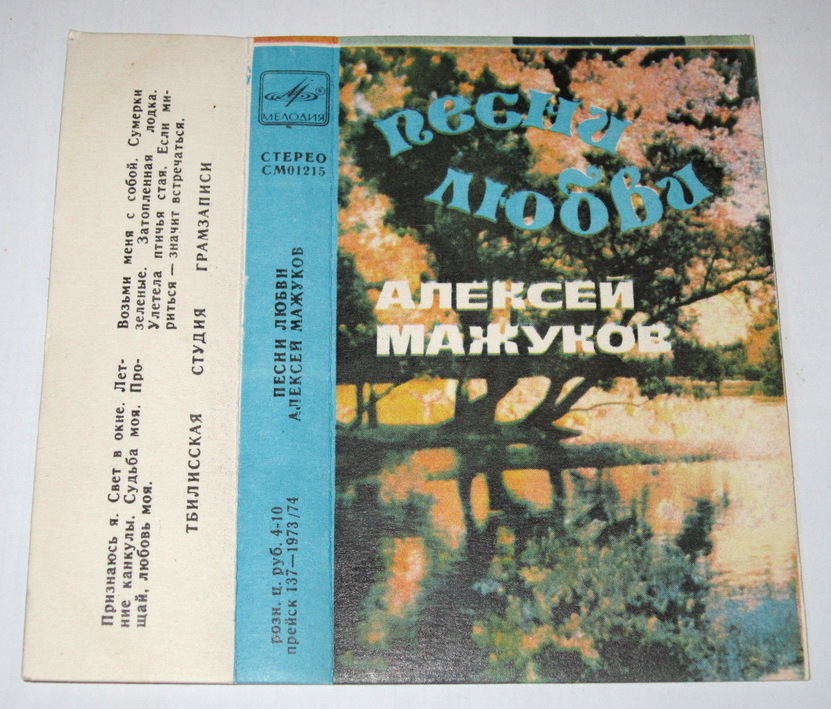 песни
любви
АЛЕКСЕЙ
МАЖУКОВ
МЕЛОДИЯ
СТЕРЕО
СМ01215
ПЕСНИ ЛЮБВИ
АЛЕКСЕЙ МАЖУКОВ
розн. ц. руб. 4-10
прейск 137—1973/74
Признаюсь я. Свет в окне. Лет-
ние канкулы. Судьба моя. Про-
щай, любовь моя.
Возьми меня с собой. Сумерки
зеленые. Затопленная лодка.
Улетела птичья стая. Если ми-
риться — значит встречаться.
ТБИЛИССКАЯ СТУДИЯ ГРАМЗАПИСИ